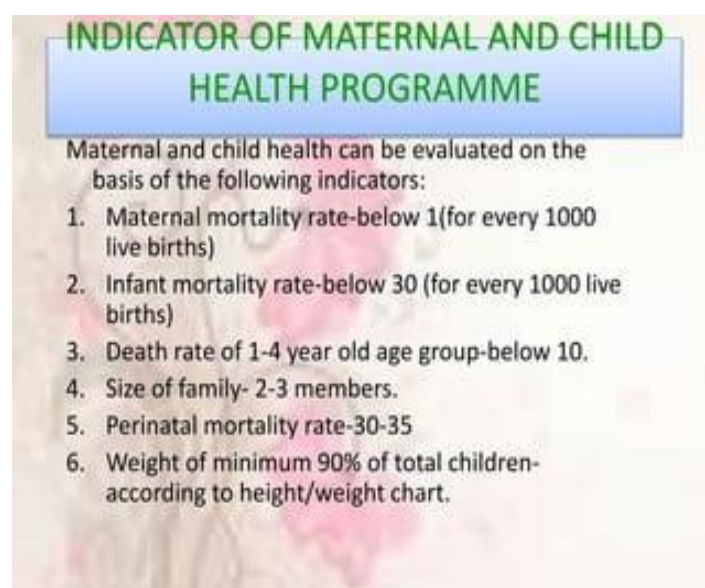 INDICATOR OF MATERNAL AND CHILD
HEALTH PROGRAMME
Maternal and child health can be evaluated on the
basis of the following indicators:
1. Maternal mortality rate-below 1(for every 1000
live births)
2. Infant mortality rate-below 30 (for every 1000 live
births)
3. Death rate of 1-4 year old age group-below 10.
4. Size of family- 2-3 members.
5. Perinatal mortality rate-30-35
6. Weight of minimum 90% of total children-
according to height/weight chart.